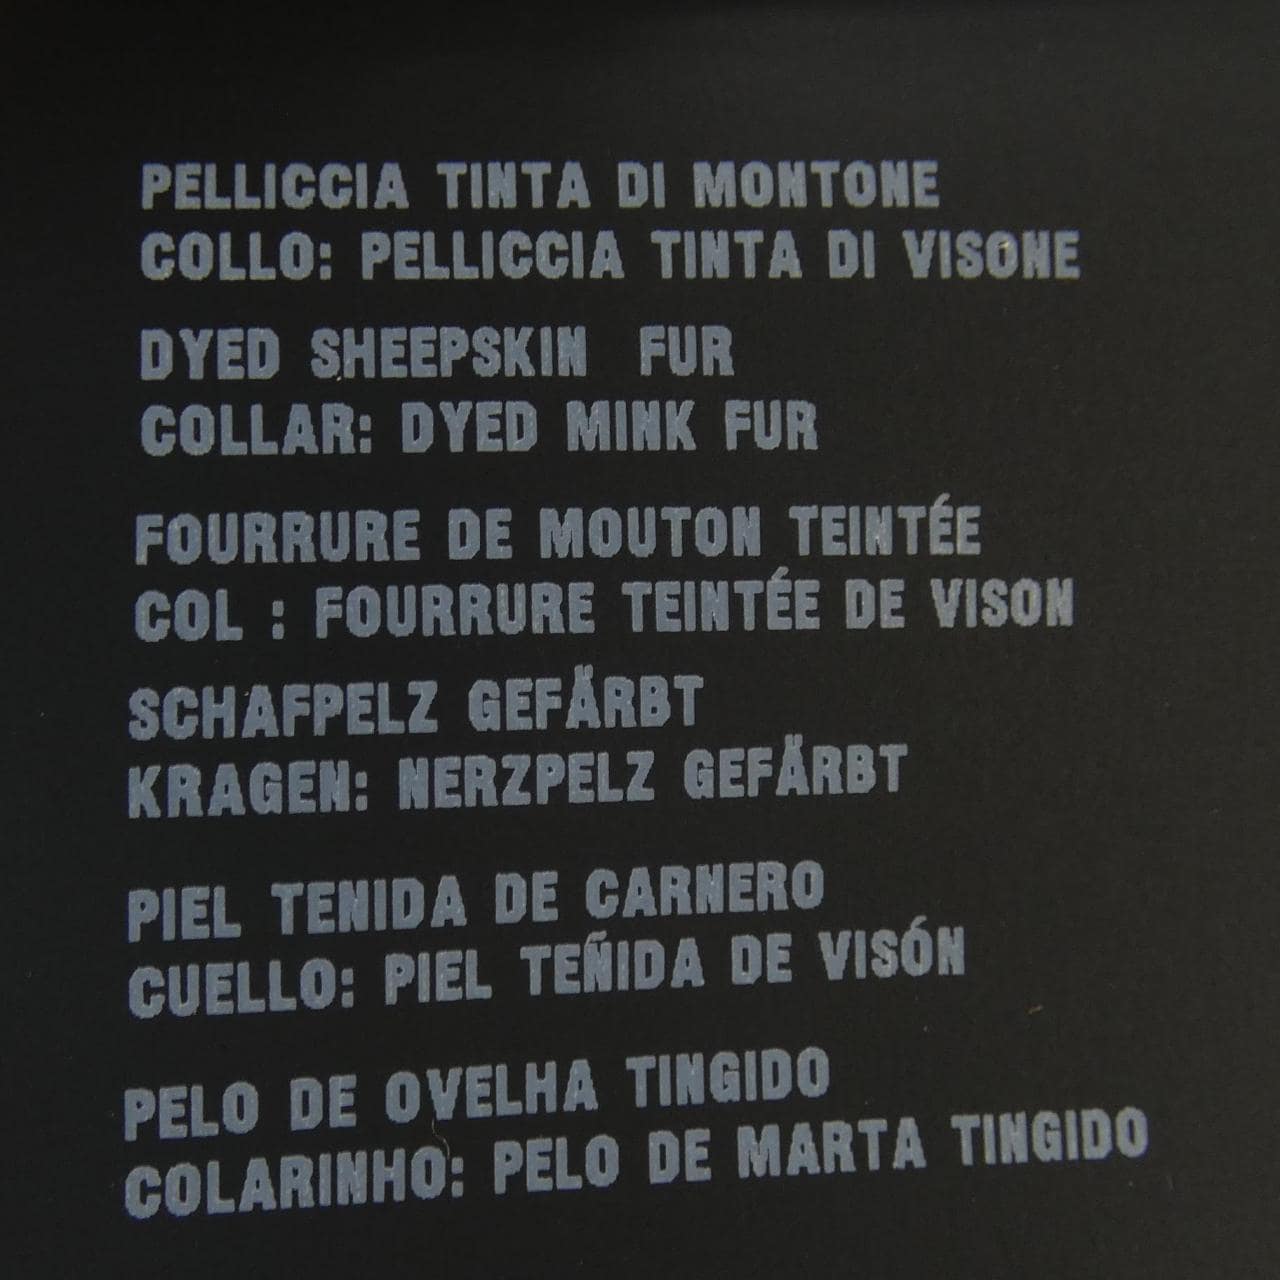 PELLICCIA TINTA DI MONTONE
COLLO: PELLICCIA TINTA DI VISONE
DYED SHEEPSKIN FUR
COLLAR: DYED MINK FUR
FOURRURE DE MOUTON TEINTÉE
COL : FOURRURE TEINTÉE DE VISON
SCHAFPELZ GEFÄRBT
KRAGEN: NERZPELZ GEFÄRBT
PIEL TENIDA DE CARNERO
CUELLO: PIEL TEÑIDA DE VISÓN
PELO DE OVELHA TINGIDO
COLARINHO: PELO DE MARTA TINGIDO